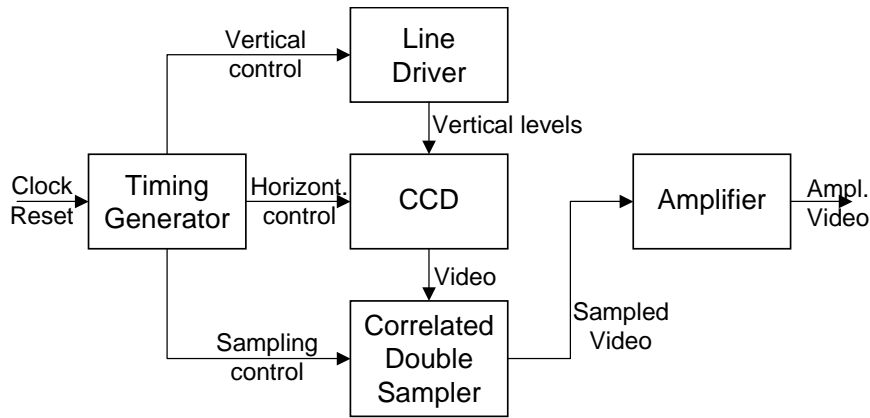 Vertical
control
Line
Driver
Vertical levels
Clock
Reset
Timing
Generator
Horizont.
control
CCD
Amplifier
Ampl.
Video
Video
Sampling
control
Correlated
Double
Sampler
Sampled
Video